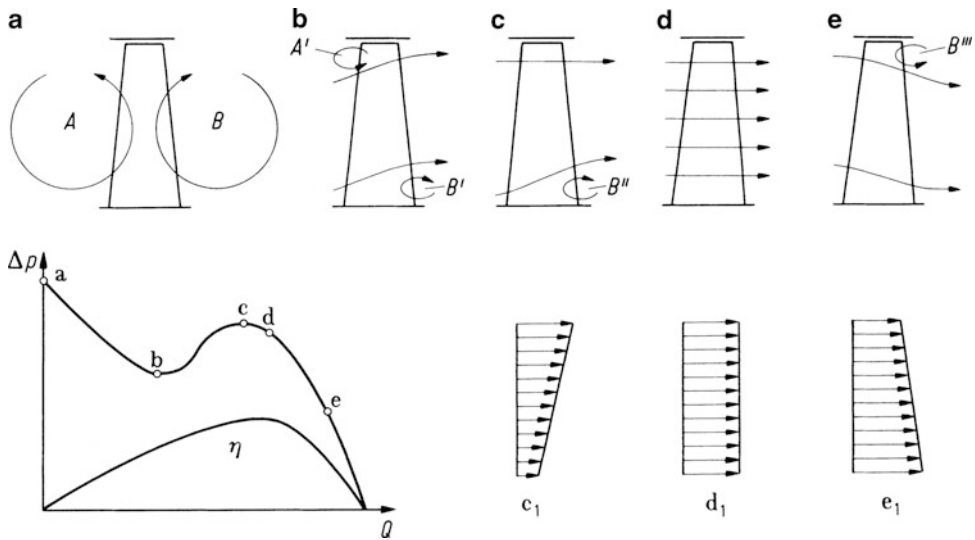 a b c d e
A B A′ B′ B″ B‴
Δp a
b
c d
e
η
Q
c₁ d₁ e₁